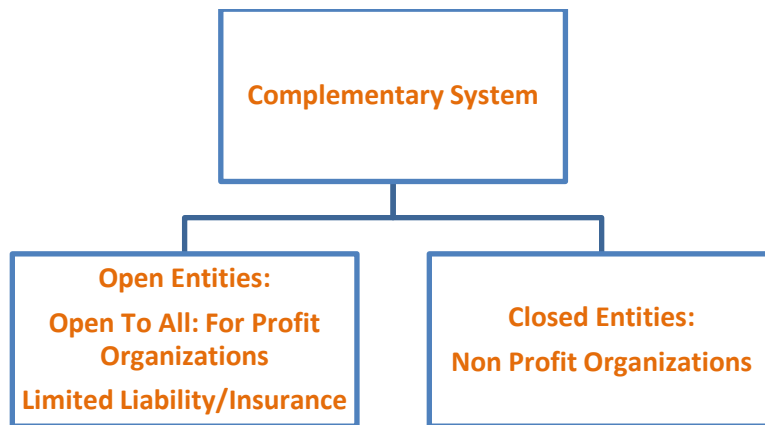 Complementary System
Open Entities:
Open To All: For Profit
Organizations
Limited Liability/Insurance
Closed Entities:
Non Profit Organizations